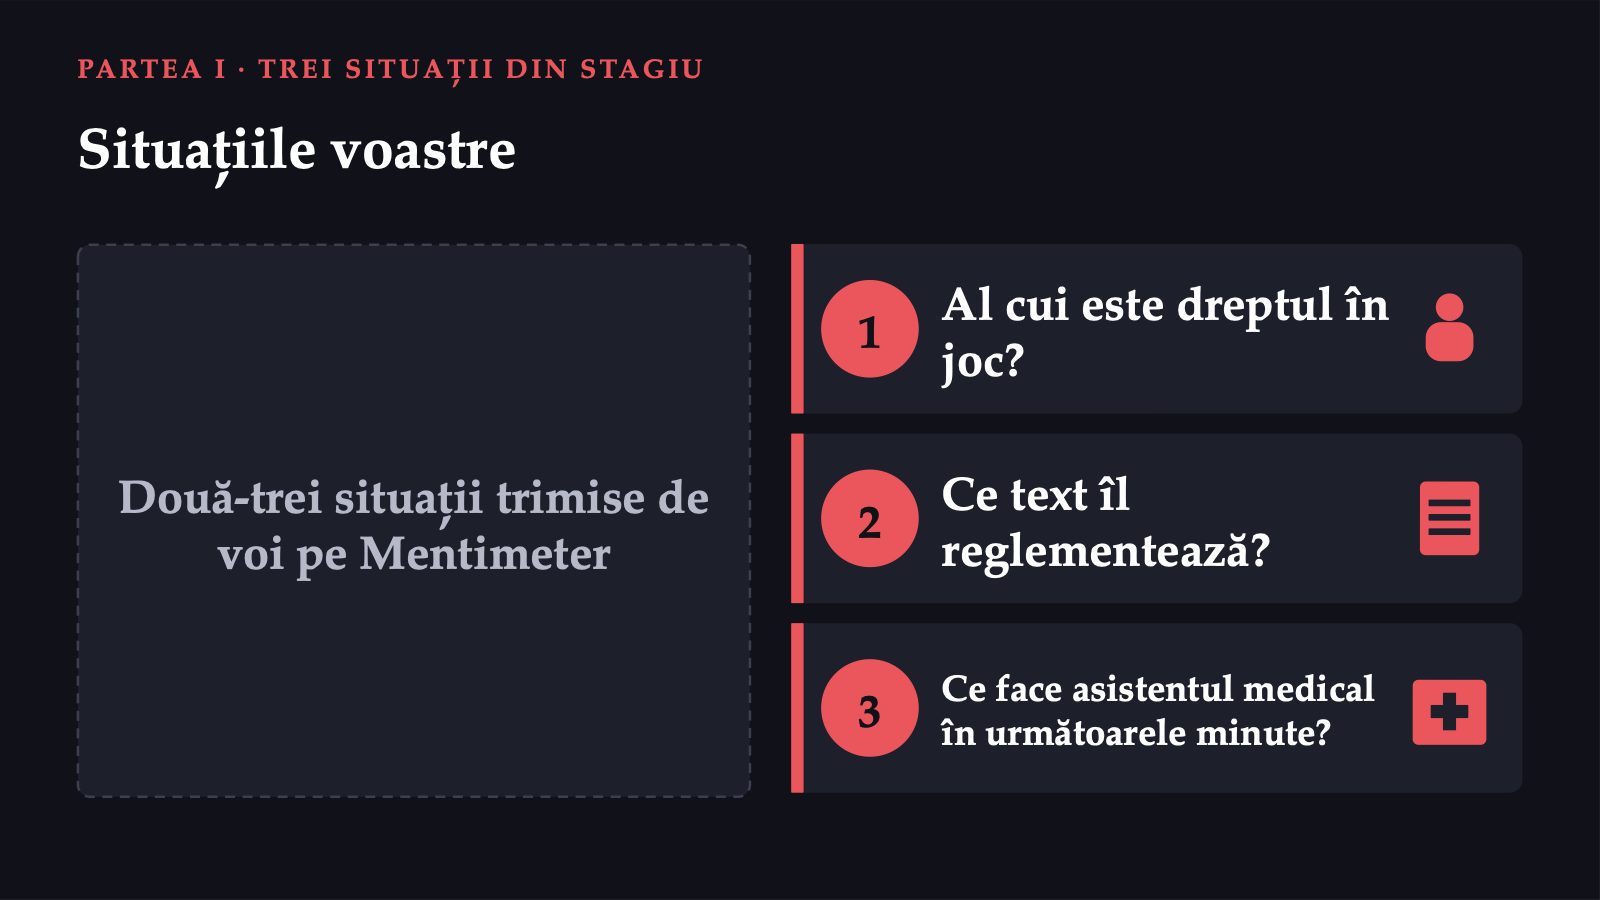 PARTEA I · TREI SITUAȚII DIN STAGIU
Situațiile voastre
Două-trei situații trimise de
voi pe Mentimeter
1
Al cui este dreptul în
joc?
2
Ce text îl
reglementează?
3
Ce face asistentul medical
în următoarele minute?